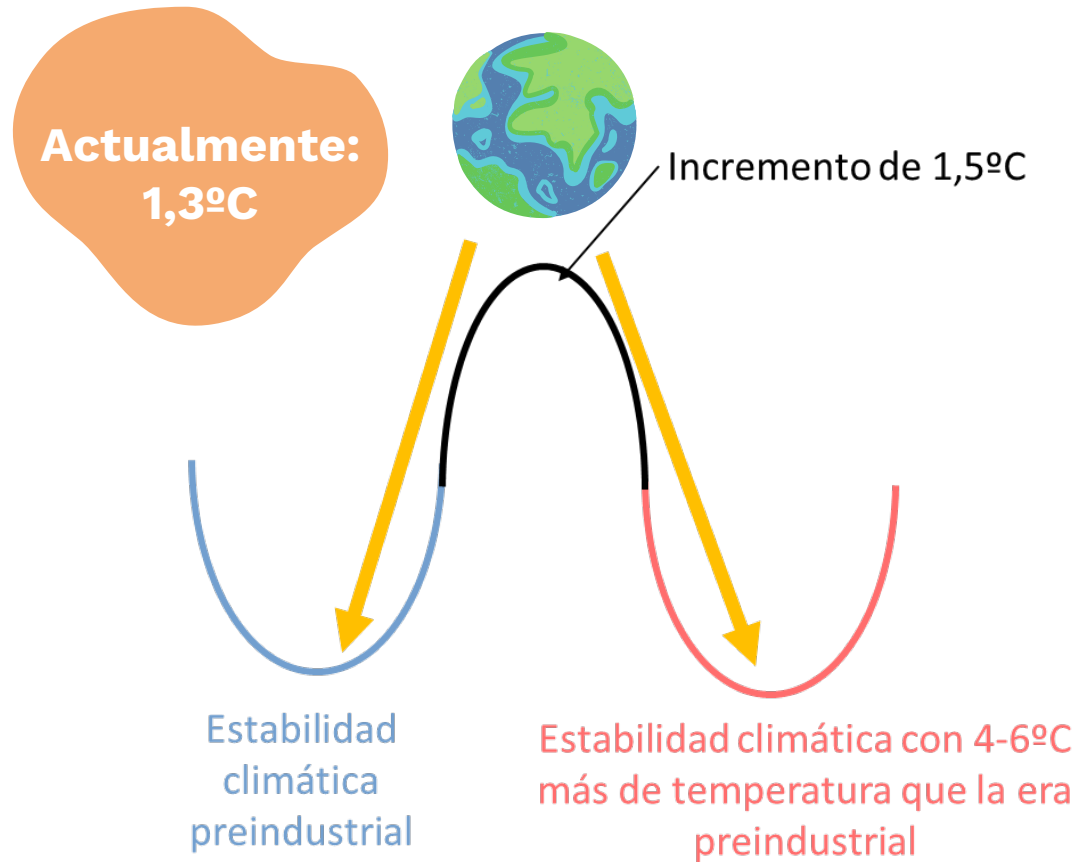 Actualmente:
1,3ºC
Incremento de 1,5ºC
Estabilidad
climática
preindustrial
Estabilidad climática con 4-6ºC
más de temperatura que la era
preindustrial